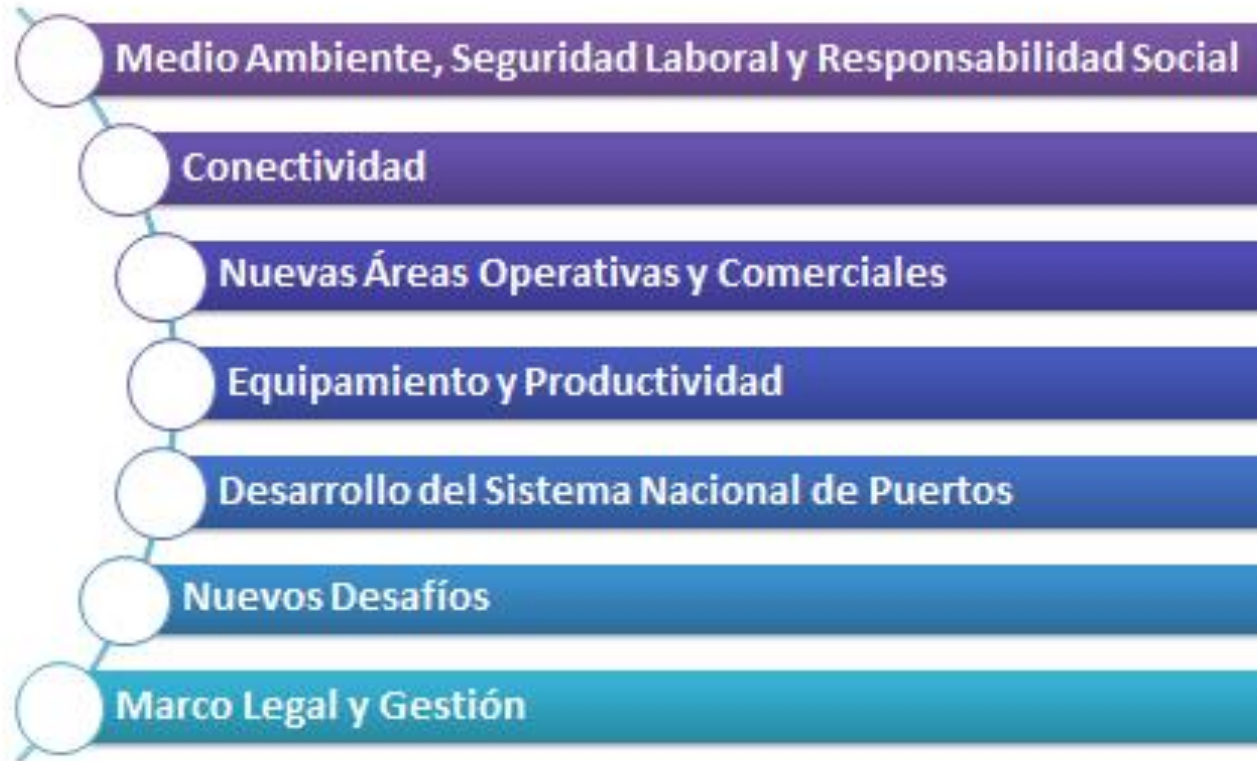 Medio Ambiente, Seguridad Laboral y Responsabilidad Social
Conectividad
Nuevas Áreas Operativas y Comerciales
Equipamiento y Productividad
Desarrollo del Sistema Nacional de Puertos
Nuevos Desafíos
Marco Legal y Gestión